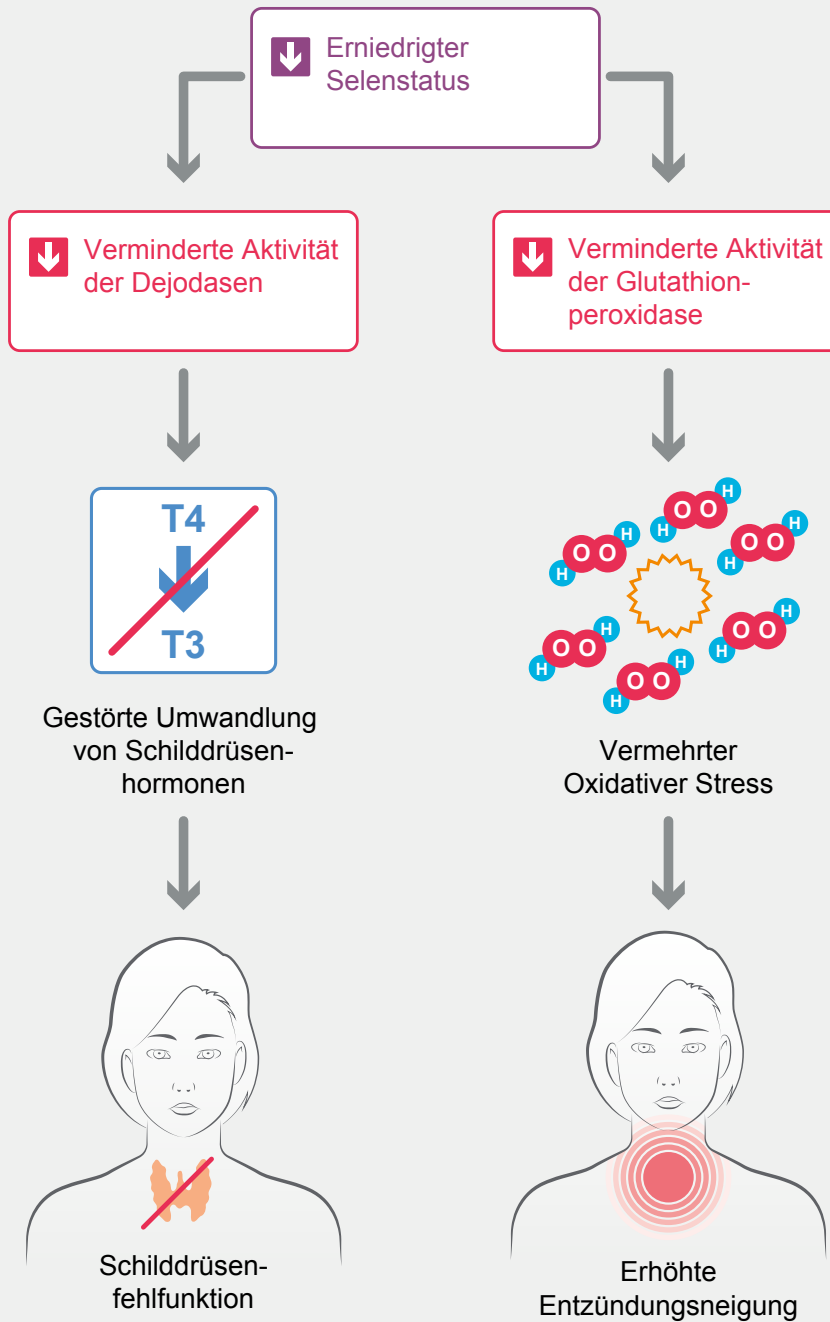 Erniedrigter
Selenstatus
Verminderte Aktivität
der Dejodasen
Verminderte Aktivität
der Glutathion-
peroxidase
T4
T3
H
O O
H
H
O O
H
H
O O
H
H
O O
H
H
O O
H
H
O O
H
Gestörte Umwandlung
von Schilddrüsen-
hormonen
Vermehrter
Oxidativer Stress
Schilddrüsen-
fehlfunktion
Erhöhte
Entzündungsneigung